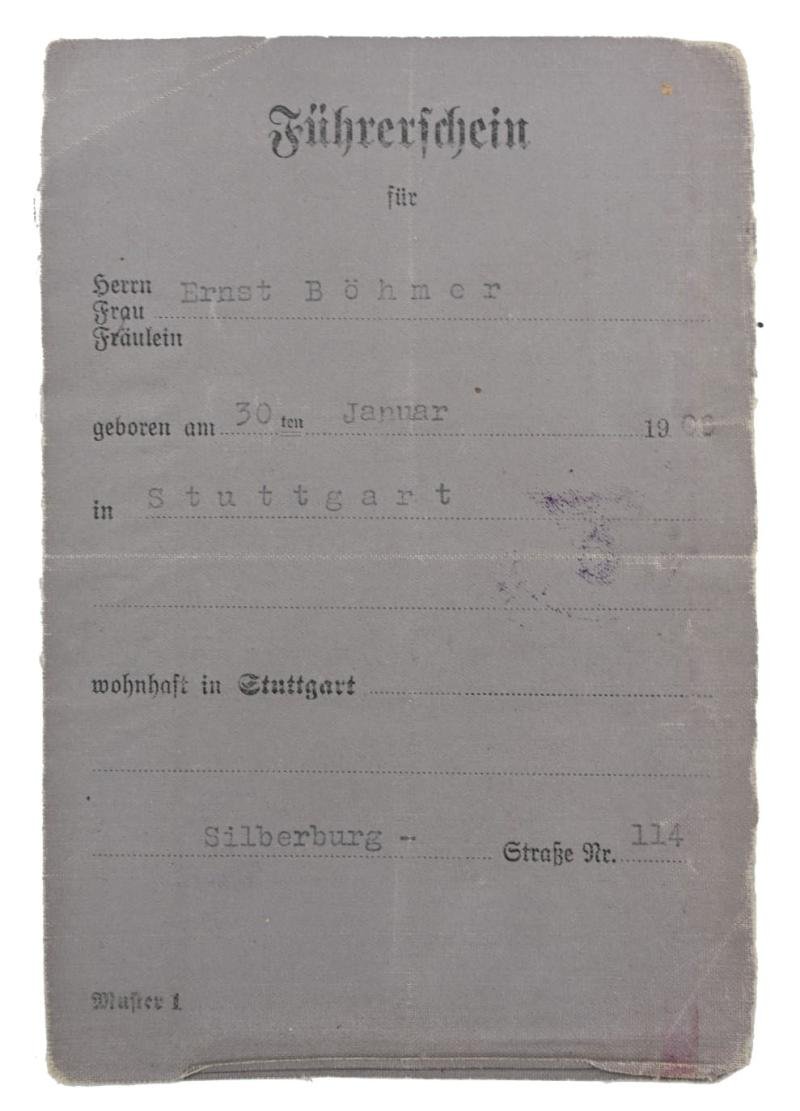 Führerschein
für
Herrn Ernst Böhmer
Frau
Fräulein
geboren am 30 ten Januar 19
in Stuttgart
wohnhaft in Stuttgart
Silberburg - Straße Nr. 114
Muster 1